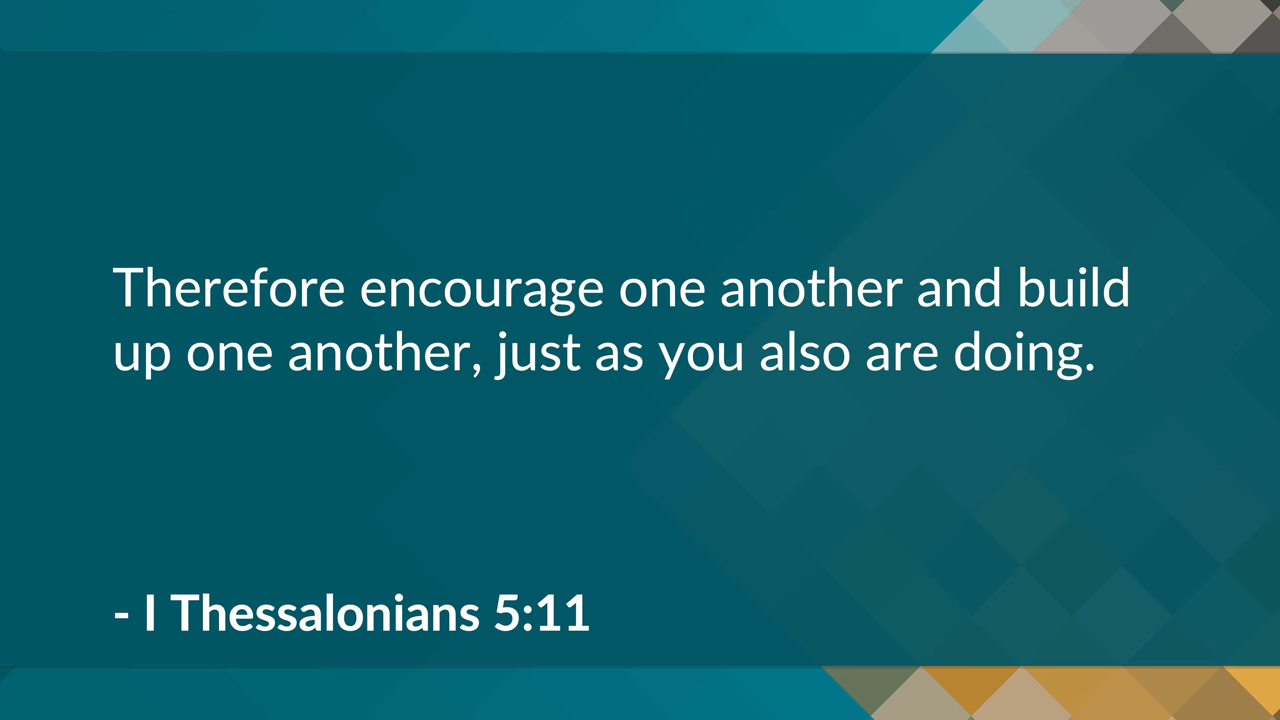 Therefore encourage one another and build
up one another, just as you also are doing.
- I Thessalonians 5:11